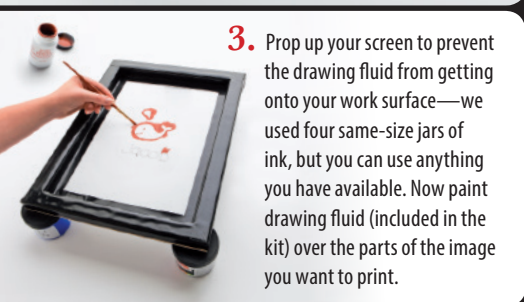 3. Prop up your screen to prevent
the drawing fluid from getting
onto your work surface—we
used four same-size jars of
ink, but you can use anything
you have available. Now paint
drawing fluid (included in the
kit) over the parts of the image
you want to print.